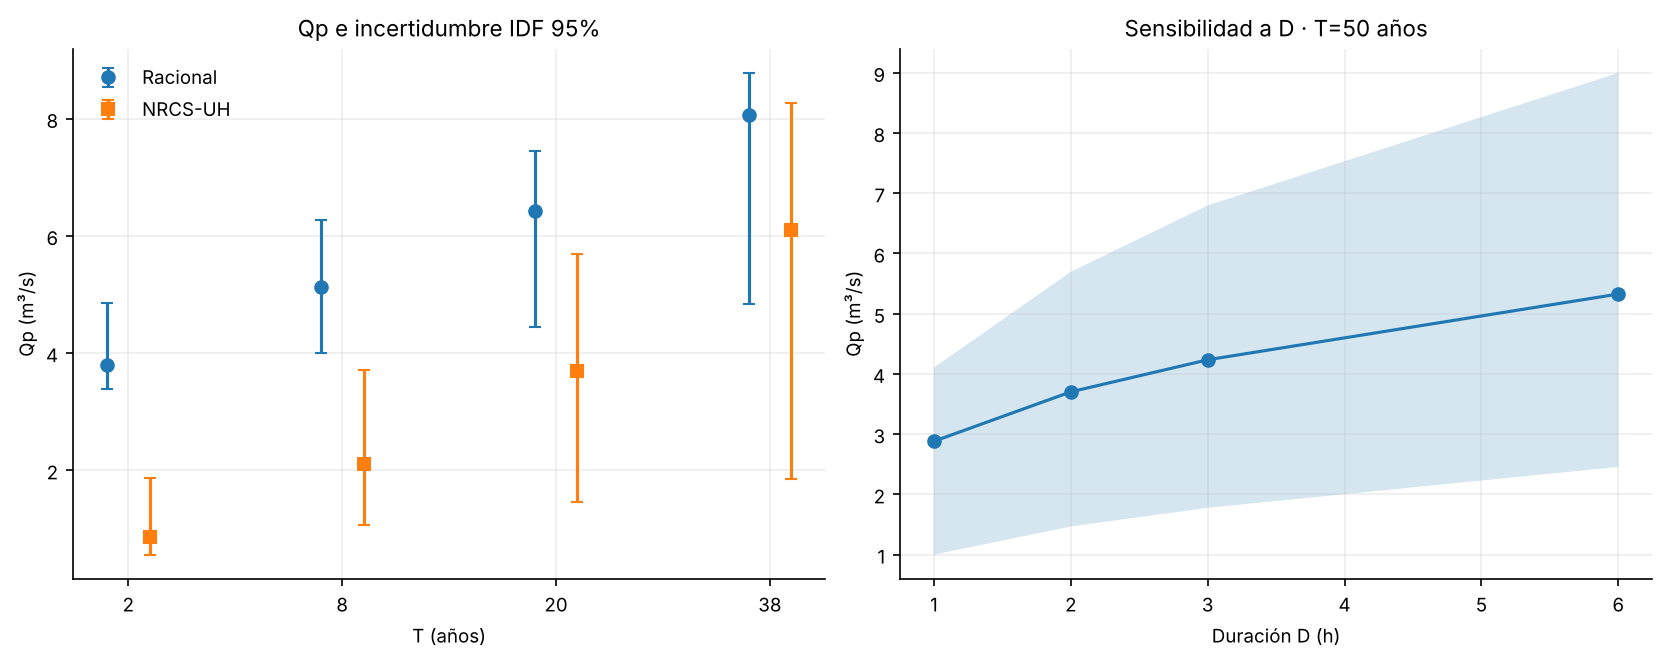 Qp e incertidumbre IDF 95%
Racional
NRCS-UH
Qp (m³/s)
8
6
4
2
2 8 20 38
T (años)
Sensibilidad a D · T=50 años
Qp (m³/s)
9
8
7
6
5
4
3
2
1
1 2 3 4 5 6
Duración D (h)